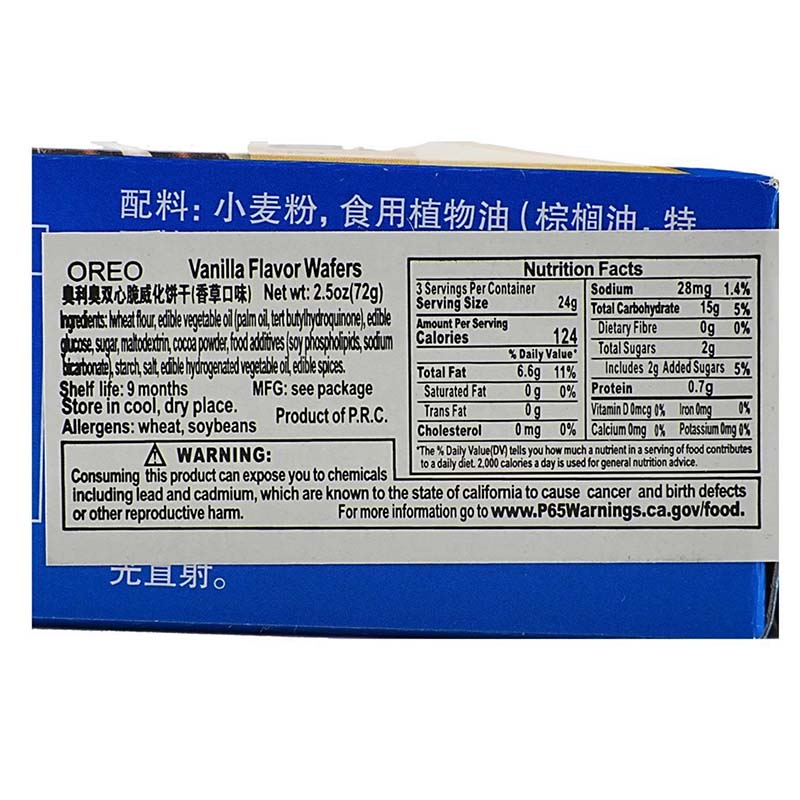 配料：小麦粉，食用植物油（棕榈油，特
OREO Vanilla Flavor Wafers
奥利奥双心脆威化饼干(香草口味) Net wt: 2.5oz(72g)
Ingredients: lwheat flour, edible vegetable oil (palm oil, tert butylhydroquinone), edible
glucose, sugar, maltodextrin, cocoa powder, food additives (soy phospholipids, sodium
bicarbonate), starch, salt, edible hydrogenated vegetable oil, edible spices.
Shelf life: 9 months MFG: see package
Store in cool, dry place.
Product of P.R.C.
Allergens: wheat, soybeans
Nutrition Facts
3 Servings Per Container
Serving Size 24g
Amount Per Serving
Calories 124
% Daily Value*
Total Fat 6.6g 11%
Saturated Fat 0g 0%
Trans Fat 0g
Cholesterol 0mg 0%
Sodium 28mg 1.4%
Total Carbohydrate 15g 5%
Dietary Fibre 0g 0%
Total Sugars 2g
Includes 2g Added Sugars 5%
Protein 0.7g
Vitamin D 0mcg 0% Iron 0mg 0%
Calcium 0mg 0% Potassium 0mg 0%
*The % Daily Value(DV) tells you how much a nutrient in a serving of food contributes
to a daily diet. 2,000 calories a day is used for general nutrition advice.
WARNING:
Consuming this product can expose you to chemicals
including lead and cadmium, which are known to the state of california to cause cancer and birth defects
or other reproductive harm. For more information go to www.P65Warnings.ca.gov/food.
光直射。